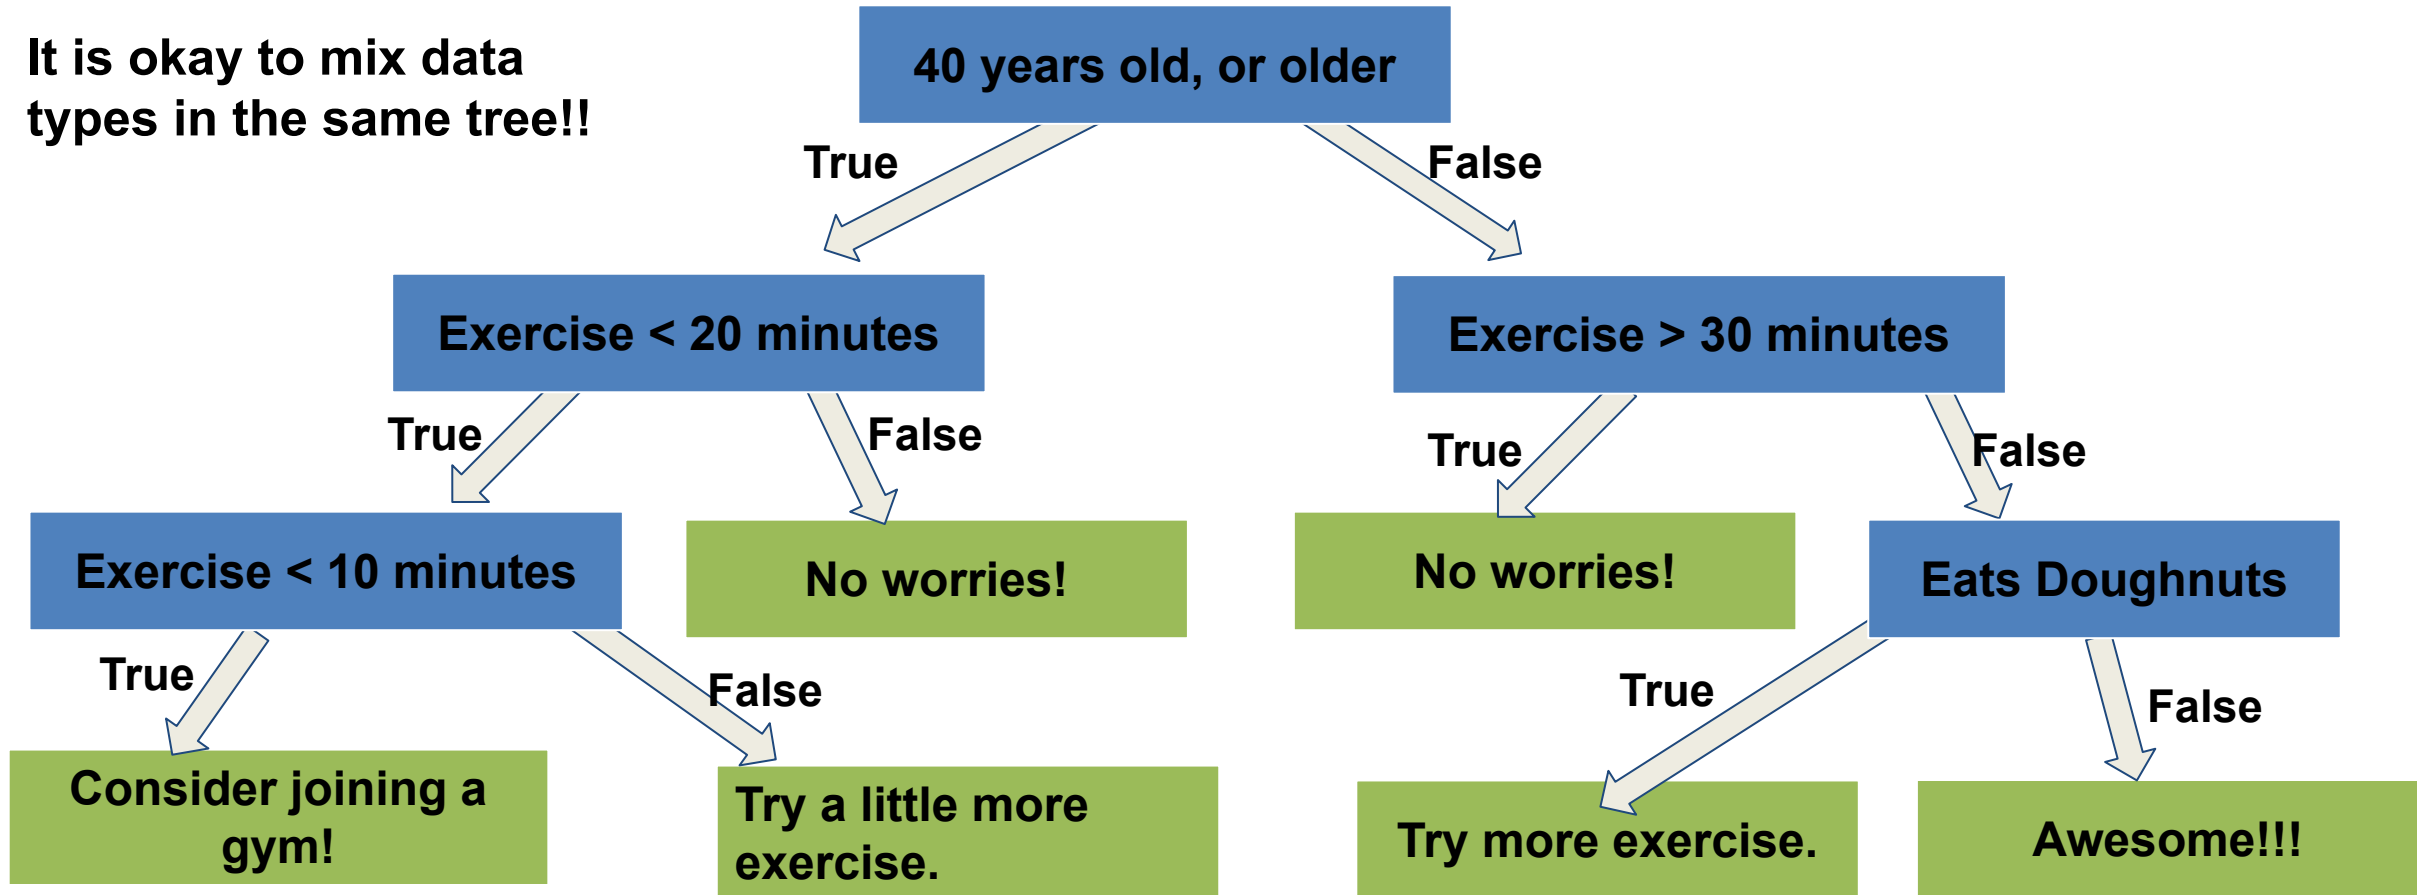 It is okay to mix data
types in the same tree!!
40 years old, or older
True
False
Exercise < 20 minutes
Exercise > 30 minutes
True
False
True
False
Exercise < 10 minutes
No worries!
No worries!
Eats Doughnuts
True
False
True
False
Consider joining a
gym!
Try a little more
exercise.
Try more exercise.
Awesome!!!